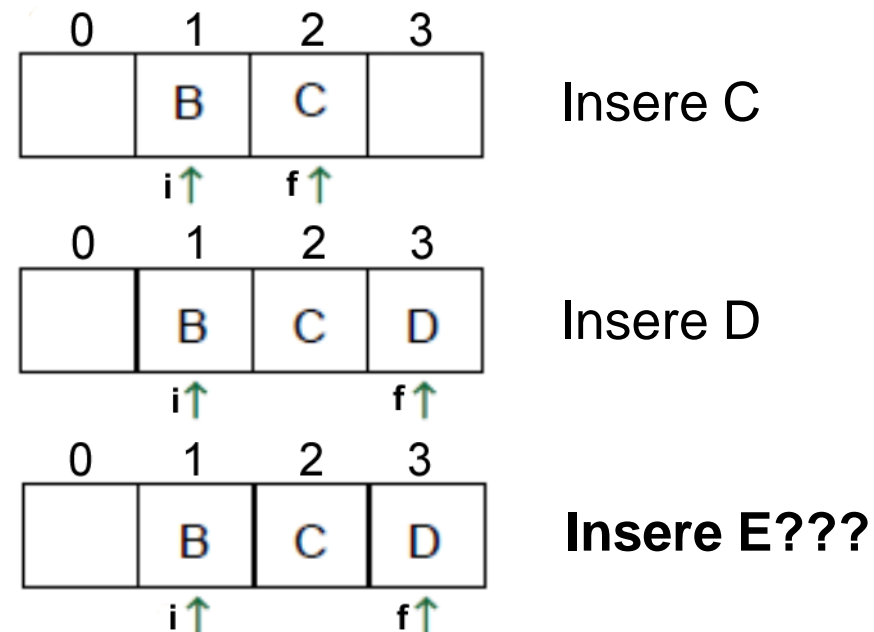 0 1 2 3
B C Insere C
i↑ f↑
0 1 2 3
B C D Insere D
i↑ f↑
0 1 2 3
B C D Insere E???
i↑ f↑